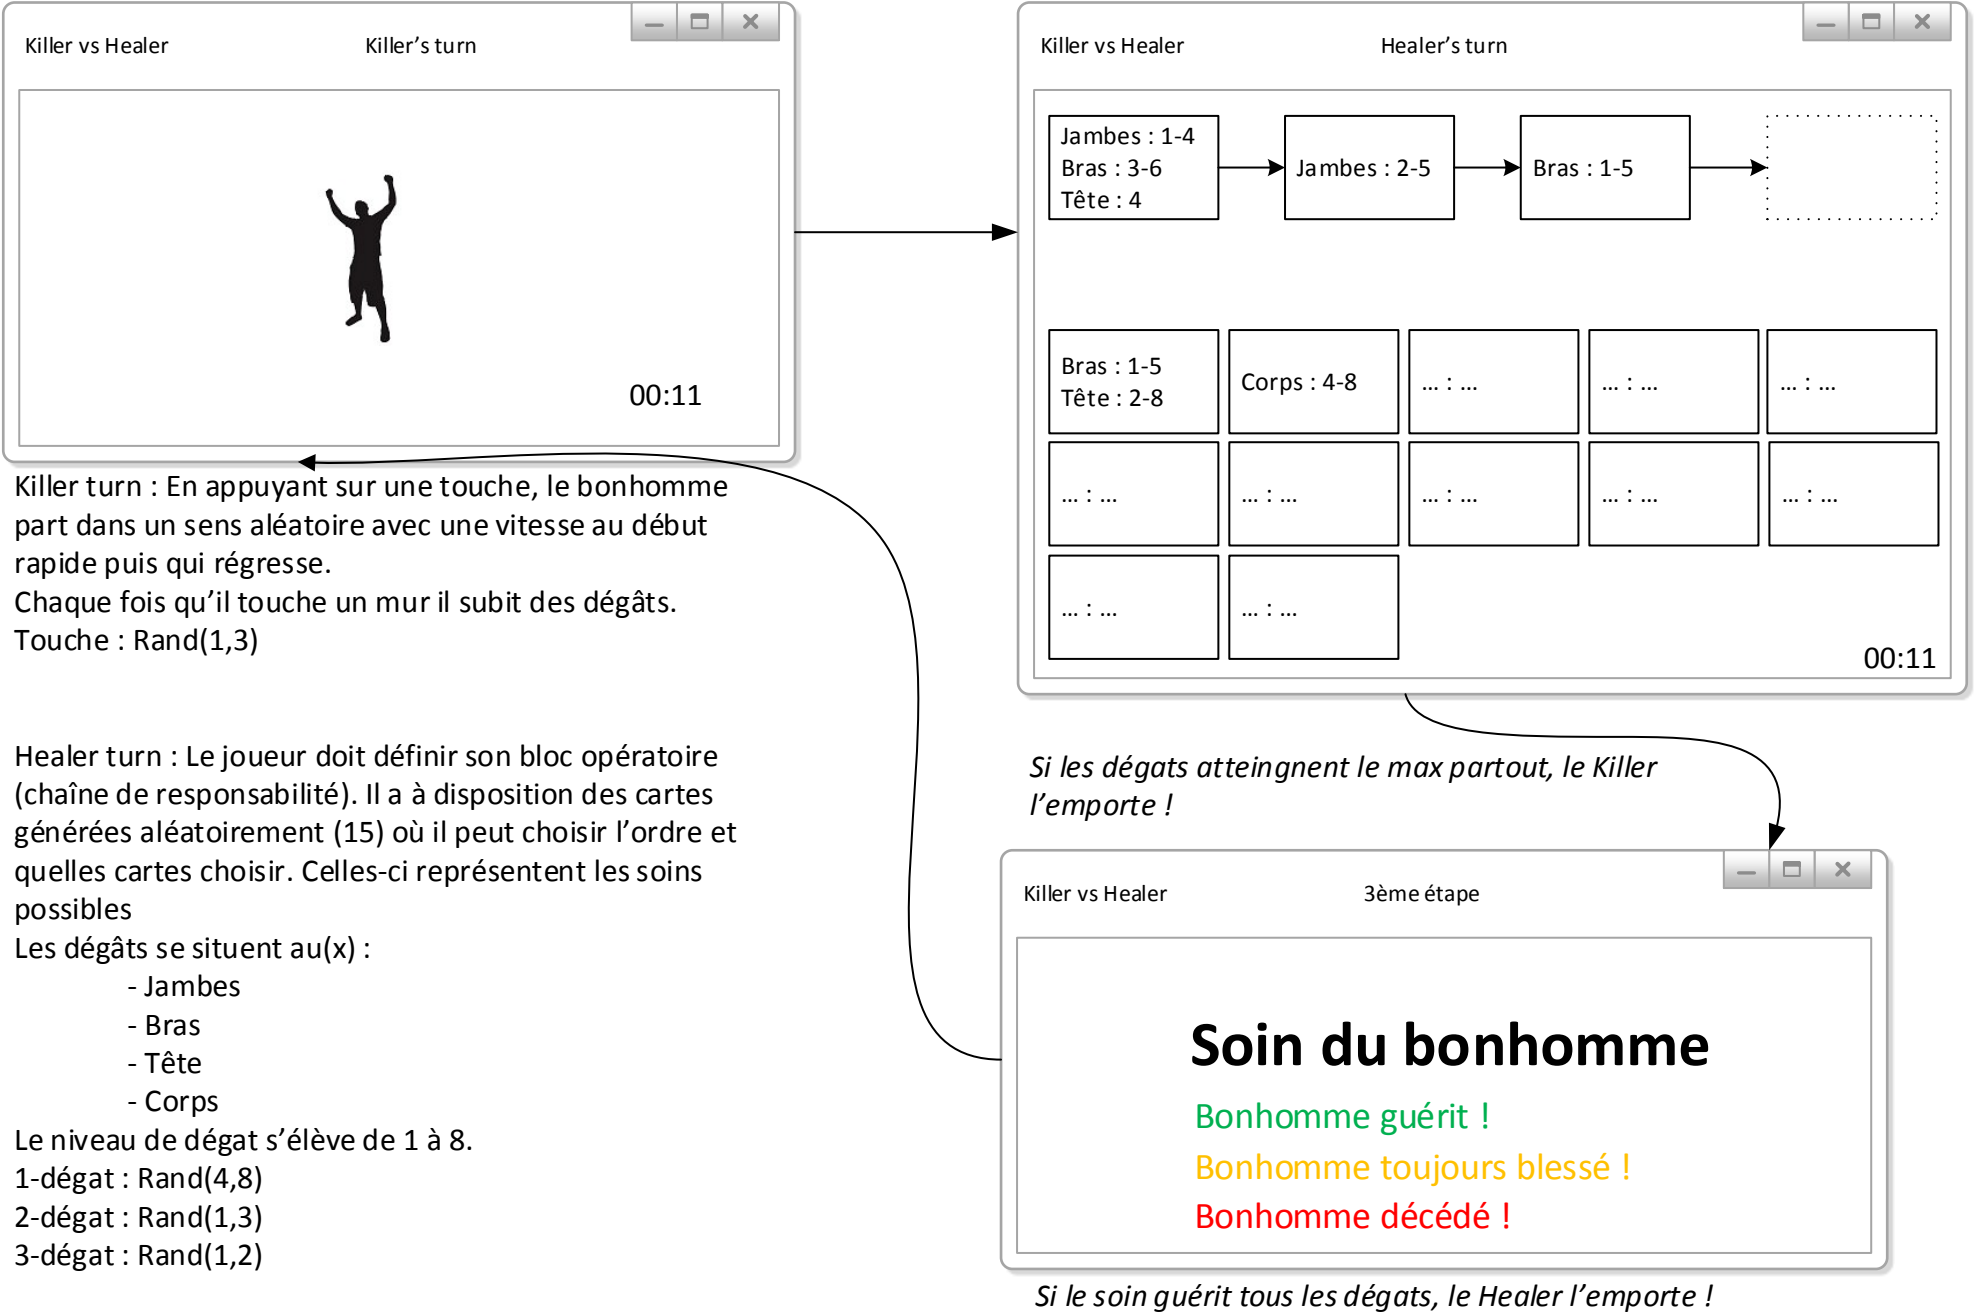 Killer vs Healer
Killer’s turn
00:11
Killer turn : En appuyant sur une touche, le bonhomme
part dans un sens aléatoire avec une vitesse au début
rapide puis qui régresse.
Chaque fois qu’il touche un mur il subit des dégâts.
Touche : Rand(1,3)
Healer turn : Le joueur doit définir son bloc opératoire
(chaîne de responsabilité). Il a à disposition des cartes
générées aléatoirement (15) où il peut choisir l’ordre et
quelles cartes choisir. Celles-ci représentent les soins
possibles
Les dégâts se situent au(x) :
- Jambes
- Bras
- Tête
- Corps
Le niveau de dégat s’élève de 1 à 8.
1-dégat : Rand(4,8)
2-dégat : Rand(1,3)
3-dégat : Rand(1,2)
Killer vs Healer
Healer’s turn
Jambes : 1-4
Bras : 3-6
Tête : 4
Jambes : 2-5
Bras : 1-5
Bras : 1-5
Tête : 2-8
Corps : 4-8
... : ...
... : ...
... : ...
... : ...
... : ...
... : ...
... : ...
... : ...
... : ...
... : ...
00:11
Si les dégats atteingnent le max partout, le Killer
l’emporte !
Killer vs Healer
3ème étape
Soin du bonhomme
Bonhomme guérit !
Bonhomme toujours blessé !
Bonhomme décédé !
Si le soin guérit tous les dégats, le Healer l’emporte !